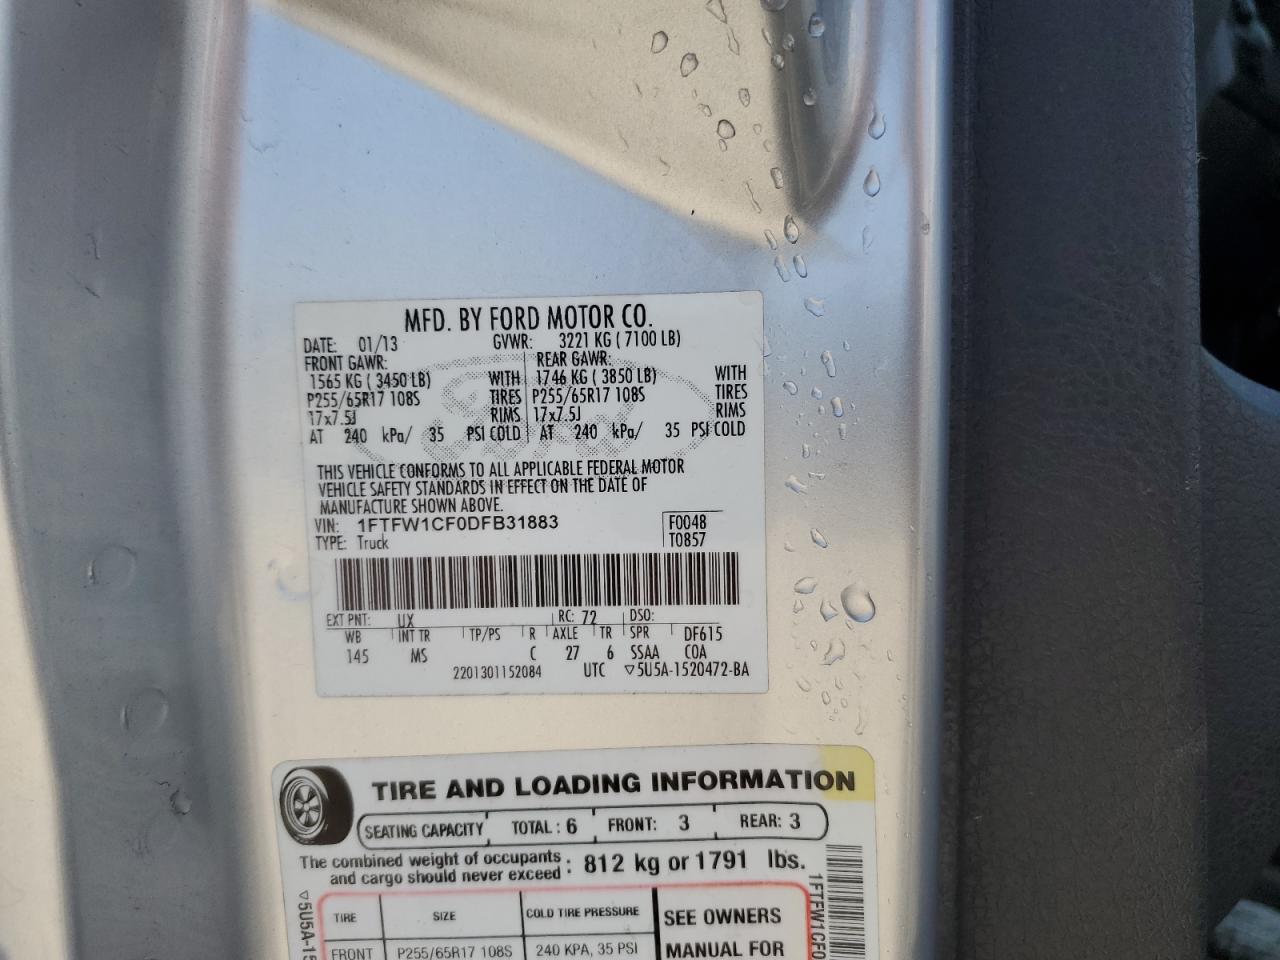 MFD. BY FORD MOTOR CO.
DATE: 01/13 GVWR: 3221 KG ( 7100 LB)
FRONT GAWR: REAR GAWR:
1565 KG ( 3450 LB) WITH 1746 KG ( 3850 LB) WITH
P255/65R17 108S TIRES P255/65R17 108S TIRES
17x7.5J RIMS 17x7.5J RIMS
AT 240 kPa/ 35 PSI COLD AT 240 kPa/ 35 PSI COLD
THIS VEHICLE CONFORMS TO ALL APPLICABLE FEDERAL MOTOR
VEHICLE SAFETY STANDARDS IN EFFECT ON THE DATE OF
MANUFACTURE SHOWN ABOVE.
VIN: 1FTFW1CF0DFB31883 F0048
TYPE: Truck T0857
EXT PNT: UX RC: 72 DSO:
WB INT TR TP/PS R AXLE TR SPR DF615
145 MS C 27 6 SSAA COA
2201301152084 UTC ▽5U5A-1520472-BA
TIRE AND LOADING INFORMATION
SEATING CAPACITY TOTAL : 6 FRONT: 3 REAR: 3
The combined weight of occupants
and cargo should never exceed : 812 kg or 1791 lbs.
TIRE SIZE COLD TIRE PRESSURE SEE OWNERS
FRONT P255/65R17 108S 240 KPA, 35 PSI MANUAL FOR
▽5U5A-15
1FTFW1CF0